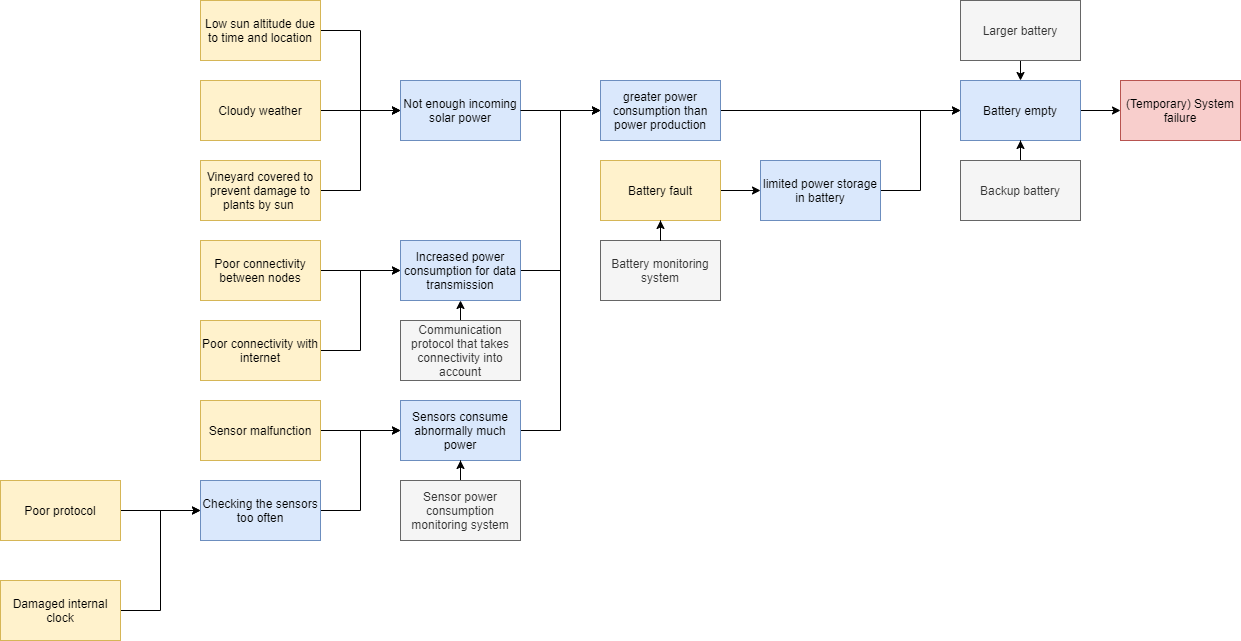 Low sun altitude due
to time and location
Larger battery
Cloudy weather
Not enough incoming
solar power
greater power
consumption than
power production
Battery empty
(Temporary) System
failure
Vineyard covered to
prevent damage to
plants by sun
Battery fault
limited power storage
in battery
Backup battery
Poor connectivity
between nodes
Increased power
consumption for data
transmission
Battery monitoring
system
Poor connectivity with
internet
Communication
protocol that takes
connectivity into
account
Sensor malfunction
Sensors consume
abnormally much
power
Poor protocol
Checking the sensors
too often
Sensor power
consumption
monitoring system
Damaged internal
clock